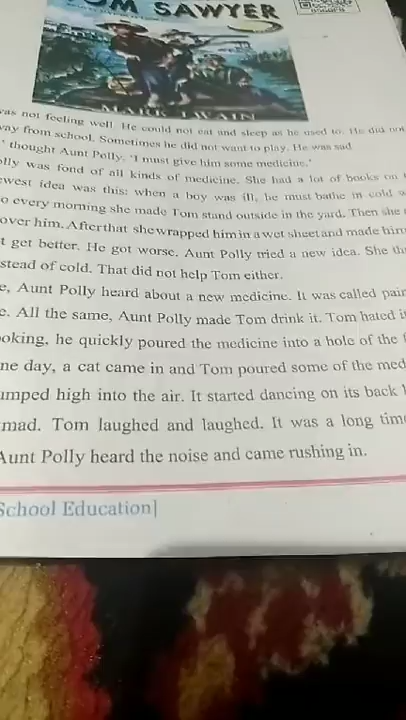 OM SAWYER
MARK TWAIN
was not feeling well. He could not eat and sleep as he used to. He did not
way from school. Sometimes he did not want to play. He was sad.
' thought Aunt Polly. 'I must give him some medicine.'
olly was fond of all kinds of medicine. She had a lot of books on
ewest idea was this: when a boy was ill, he must bathe in cold w
o every morning she made Tom stand outside in the yard. Then she
over him. After that she wrapped him in a wet sheet and made him
t get better. He got worse. Aunt Polly tried a new idea. She th
stead of cold. That did not help Tom either.
e, Aunt Polly heard about a new medicine. It was called pain
e. All the same, Aunt Polly made Tom drink it. Tom hated i
ooking, he quickly poured the medicine into a hole of the f
ne day, a cat came in and Tom poured some of the med
umped high into the air. It started dancing on its back l
mad. Tom laughed and laughed. It was a long time
Aunt Polly heard the noise and came rushing in.
School Education]